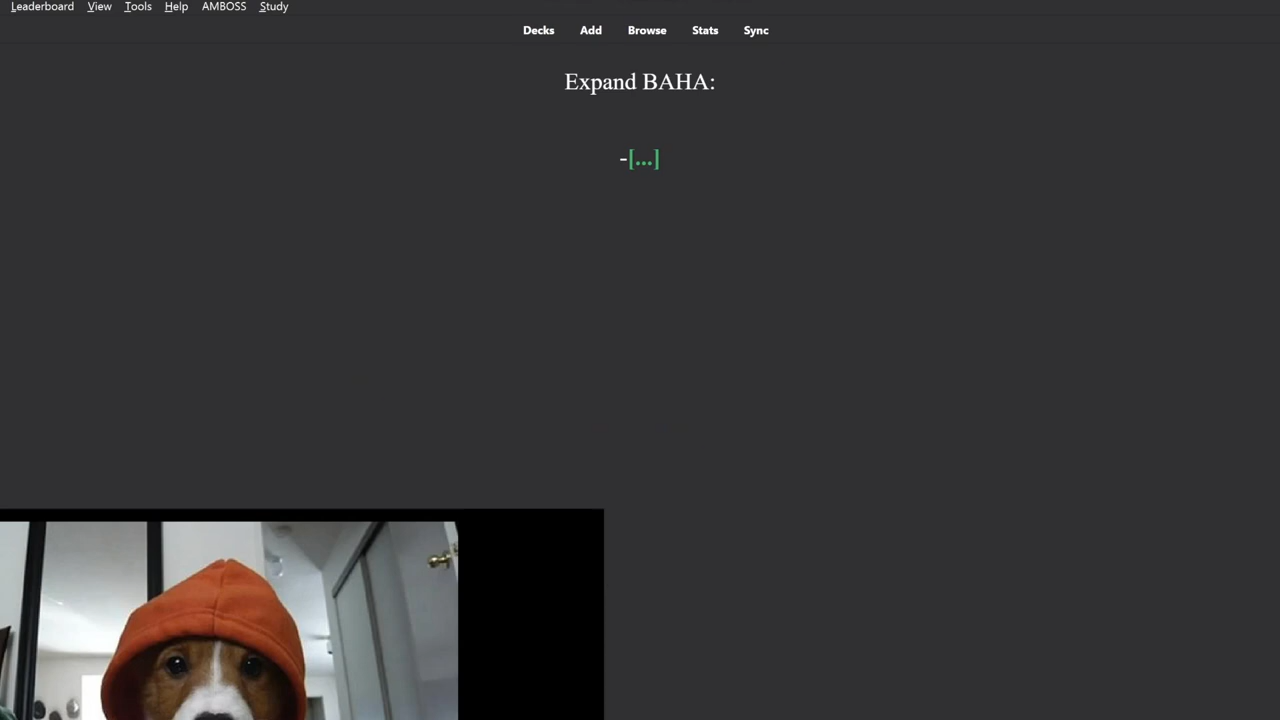 Leaderboard View Tools Help AMBOSS Study
Decks Add Browse Stats Sync
Expand BAHA:
-[...]